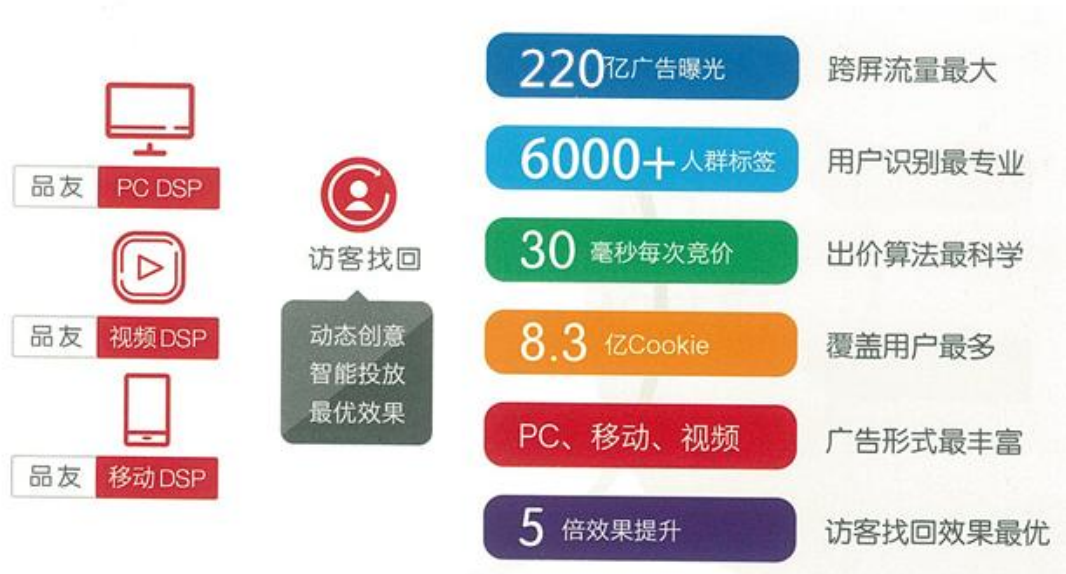 品友 PC DSP
品友 视频DSP
品友 移动DSP
访客找回
动态创意
智能投放
最优效果
220亿广告曝光 跨屏流量最大
6000+人群标签 用户识别最专业
30 毫秒每次竞价 出价算法最科学
8.3 亿Cookie 覆盖用户最多
PC、移动、视频 广告形式最丰富
5 倍效果提升 访客找回效果最优